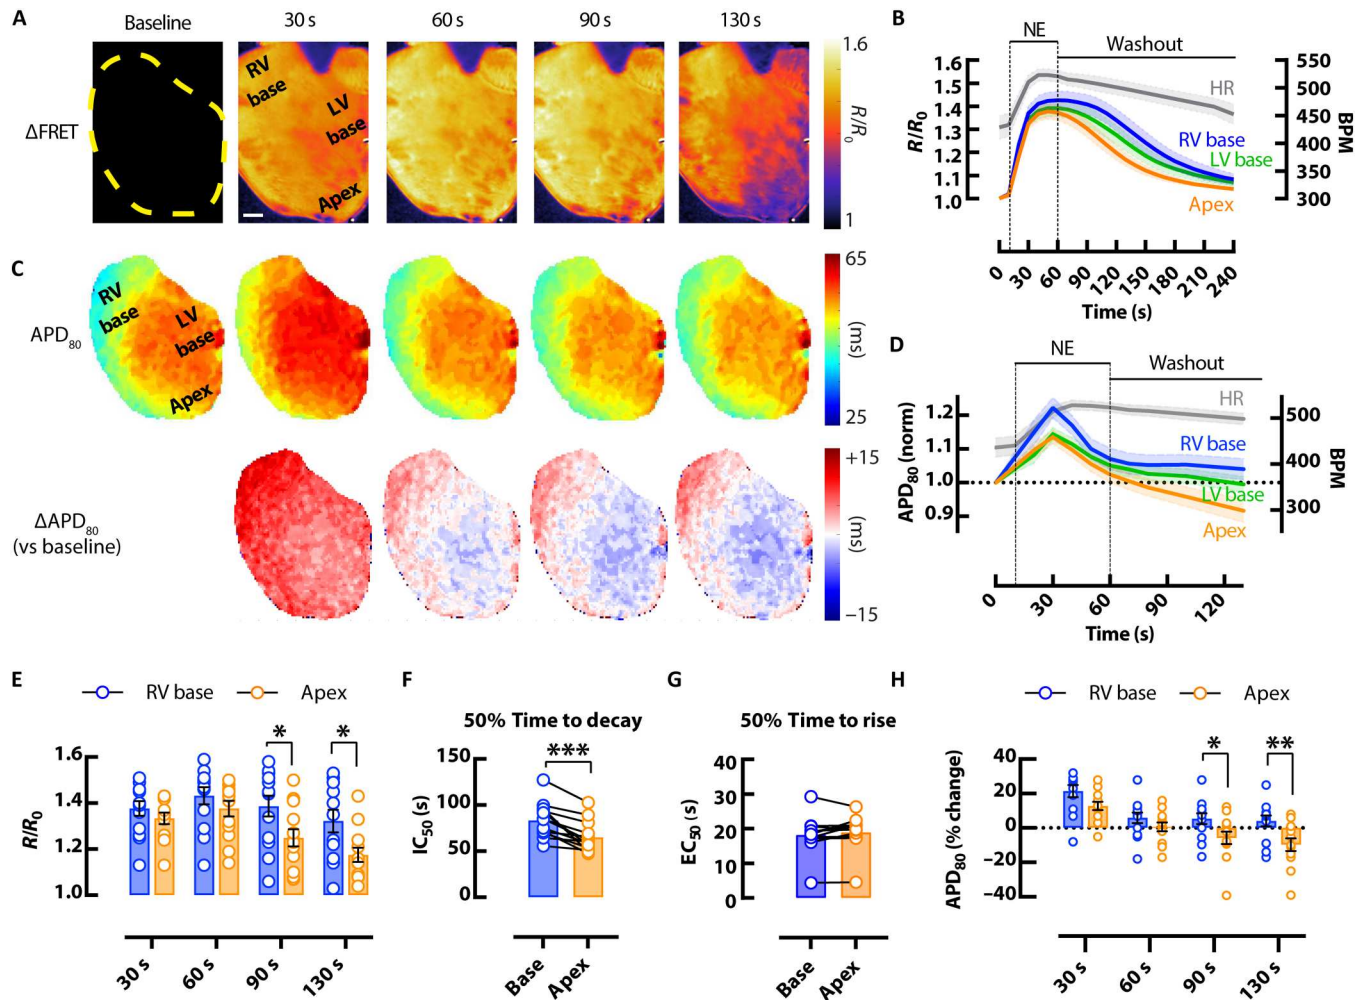 A
Baseline
30 s
60 s
90 s
130 s
ΔFRET
RV
base
LV
base
Apex
1.6
R/R0
1
B
NE
Washout
1.6
1.5
1.4
1.3
1.2
1.1
1.0
R/R0
HR
RV base
LV base
Apex
550
500
450
400
350
300
BPM
0
30
60
90
120
150
180
210
240
Time (s)
C
APD80
RV
base
LV
base
Apex
65
(ms)
25
ΔAPD80
(vs baseline)
+15
(ms)
−15
D
NE
Washout
1.2
1.1
1.0
0.9
APD80 (norm)
HR
RV base
LV base
Apex
500
400
300
BPM
0
30
60
90
120
Time (s)
E
RV base
Apex
1.6
1.4
1.2
1.0
R/R0
*
*
30 s
60 s
90 s
130 s
F
50% Time to decay
***
150
100
50
0
IC50 (s)
Base
Apex
G
50% Time to rise
40
30
20
10
0
EC50 (s)
Base
Apex
H
RV base
Apex
40
20
0
−20
−40
APD80 (% change)
*
**
30 s
60 s
90 s
130 s